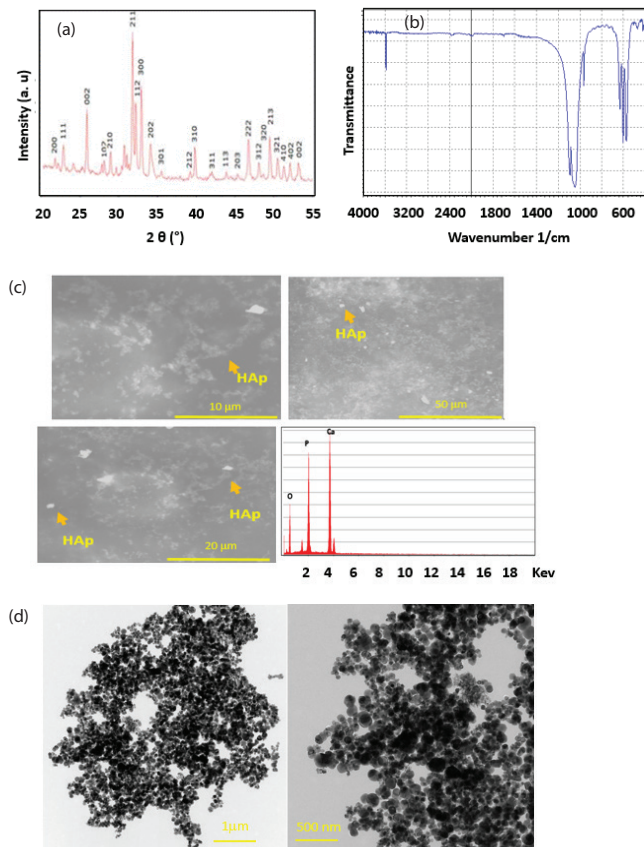 (a)
Intensity (a. u)
200
111
002
102
210
211
112
300
202
301
212
310
311
113
203
222
312
320
213
321
410
402
002
20 25 30 35 40 45 50 55
2 θ (°)
(b)
Transmittance
4000 3200 2400 1800 1400 1000 600
Wavenumber 1/cm
(c)
HAp
10 µm
HAp
50 µm
HAp
HAp
20 µm
O
P
Ca
2 4 6 8 10 12 14 16 18 Kev
(d)
1µm
500 nm